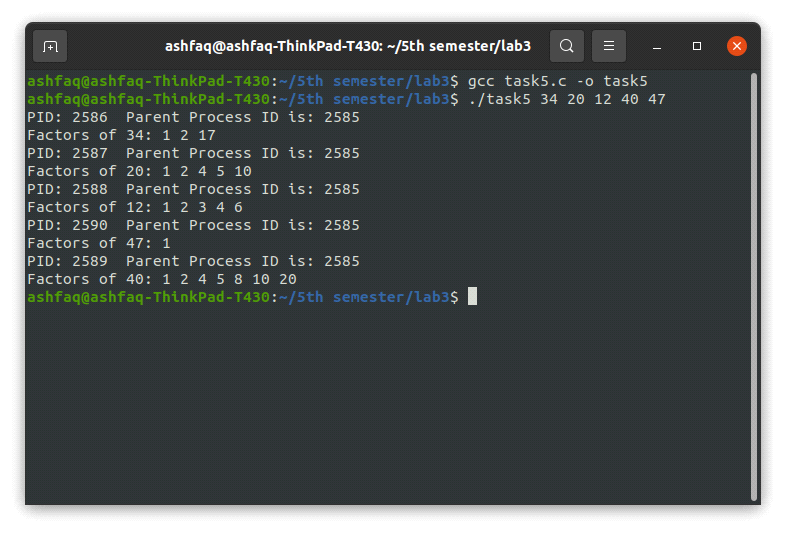 ashfaq@ashfaq-ThinkPad-T430: ~/5th semester/lab3
ashfaq@ashfaq-ThinkPad-T430:~/5th semester/lab3$ gcc task5.c -o task5
ashfaq@ashfaq-ThinkPad-T430:~/5th semester/lab3$ ./task5 34 20 12 40 47
PID: 2586  Parent Process ID is: 2585
Factors of 34: 1 2 17
PID: 2587  Parent Process ID is: 2585
Factors of 20: 1 2 4 5 10
PID: 2588  Parent Process ID is: 2585
Factors of 12: 1 2 3 4 6
PID: 2590  Parent Process ID is: 2585
Factors of 47: 1
PID: 2589  Parent Process ID is: 2585
Factors of 40: 1 2 4 5 8 10 20
ashfaq@ashfaq-ThinkPad-T430:~/5th semester/lab3$